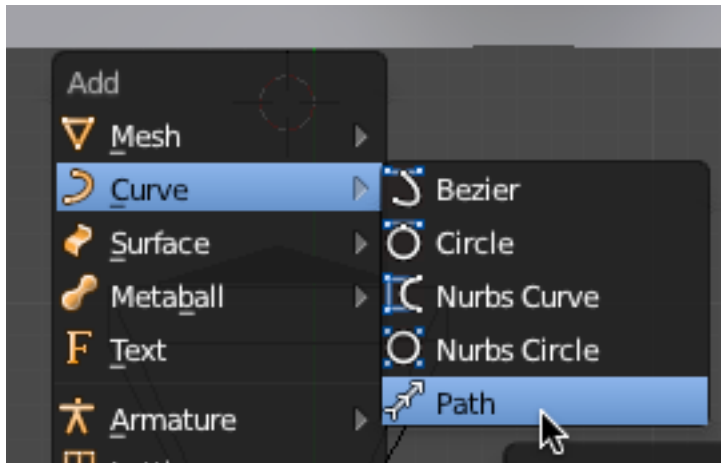 Add
Mesh
Curve
Surface
Metaball
Text
Armature
Bezier
Circle
Nurbs Curve
Nurbs Circle
Path